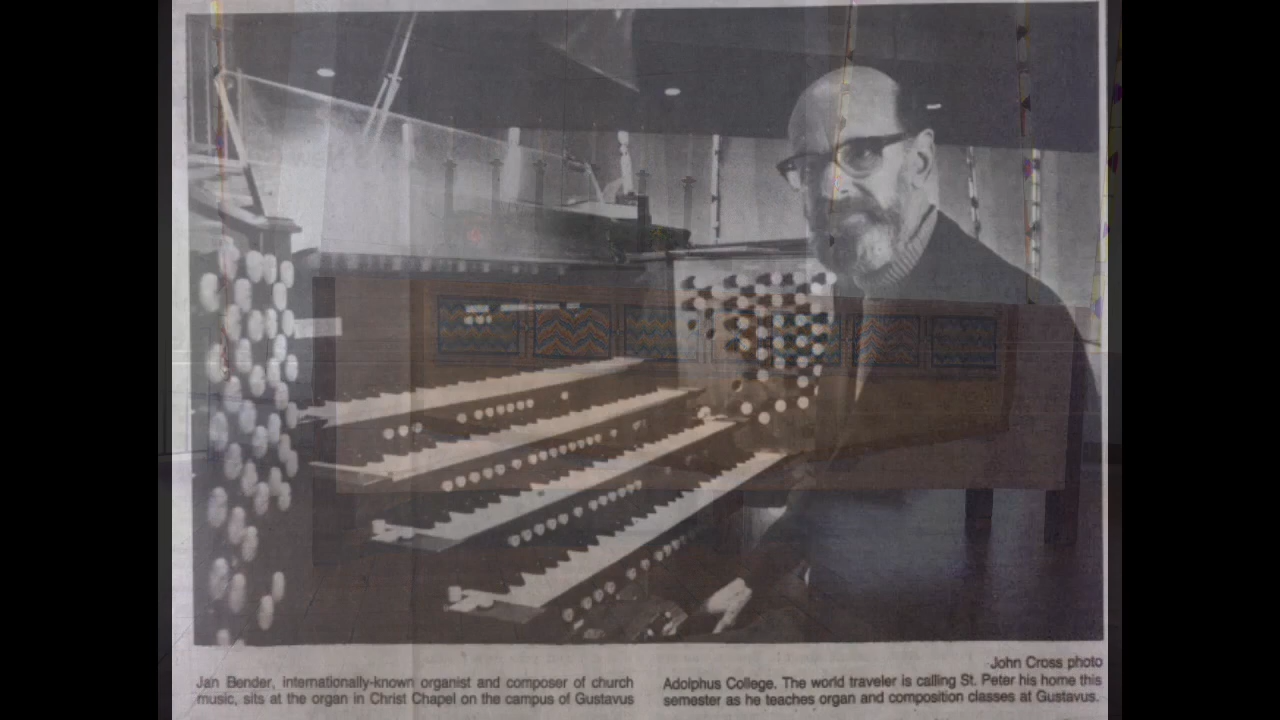 John Cross photo
Jan Bender, internationally-known organist and composer of church
music, sits at the organ in Christ Chapel on the campus of Gustavus
Adolphus College. The world traveler is calling St. Peter his home this
semester as he teaches organ and composition classes at Gustavus.